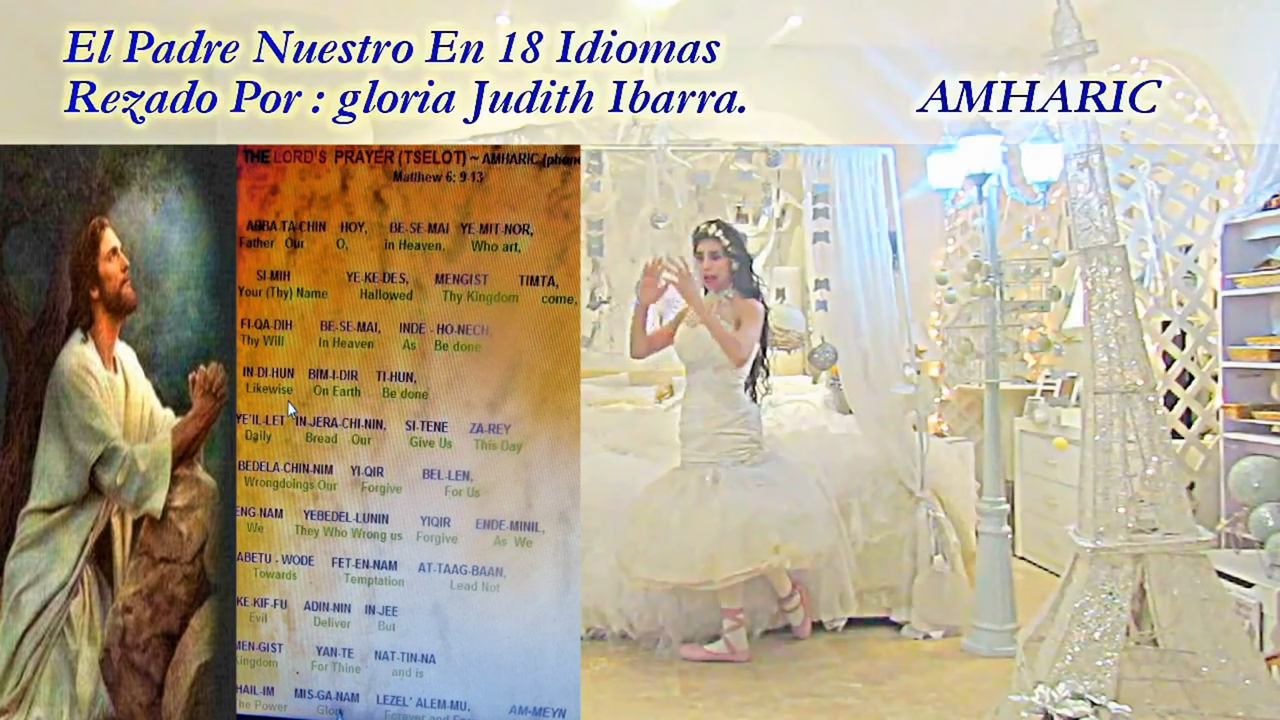 El Padre Nuestro En 18 Idiomas
Rezado Por : gloria Judith Ibarra.
AMHARIC
THE LORD'S PRAYER (TSELOT) ~ AMHARIC (phon
Matthew 6: 9-13
ABBA-TA-CHIN HOY, BE-SE-MAI YE-MIT-NOR,
Father Our O, in Heaven, Who art,
SI-MIH YE-KE-DES, MENGIST TIMTA,
Your (Thy) Name Hallowed Thy Kingdom come,
FI-QA-DIH BE-SE-MAI, INDE - HO-NECH,
Thy Will In Heaven As Be done
IN-DI-HUN BIM-I-DIR TI-HUN,
Likewise On Earth Be done
YE'IL-LET IN-JERA-CHI-NIN, SI-TENE ZA-REY
Daily Bread Our Give Us This Day
BEDELA-CHIN-NIM YI-QIR BEL-LEN,
Wrongdoings Our Forgive For Us
ENG-NAM YEBEDEL-LUNIN YIQIR ENDE-MINIL,
We They Who Wrong us Forgive As We
ABETU - WODE FET-EN-NAM AT-TAAG-BAAN,
Towards Temptation Lead Not
KE-KIF-FU ADIN-NIN IN-JEE
Evil Deliver But
MEN-GIST YAN-TE NAT-TIN-NA
ingdom For Thine and is
HAIL-IM MIS-GA-NAM LEZEL' ALEM-MU, AM-MEYN
he Power Glory Forever and